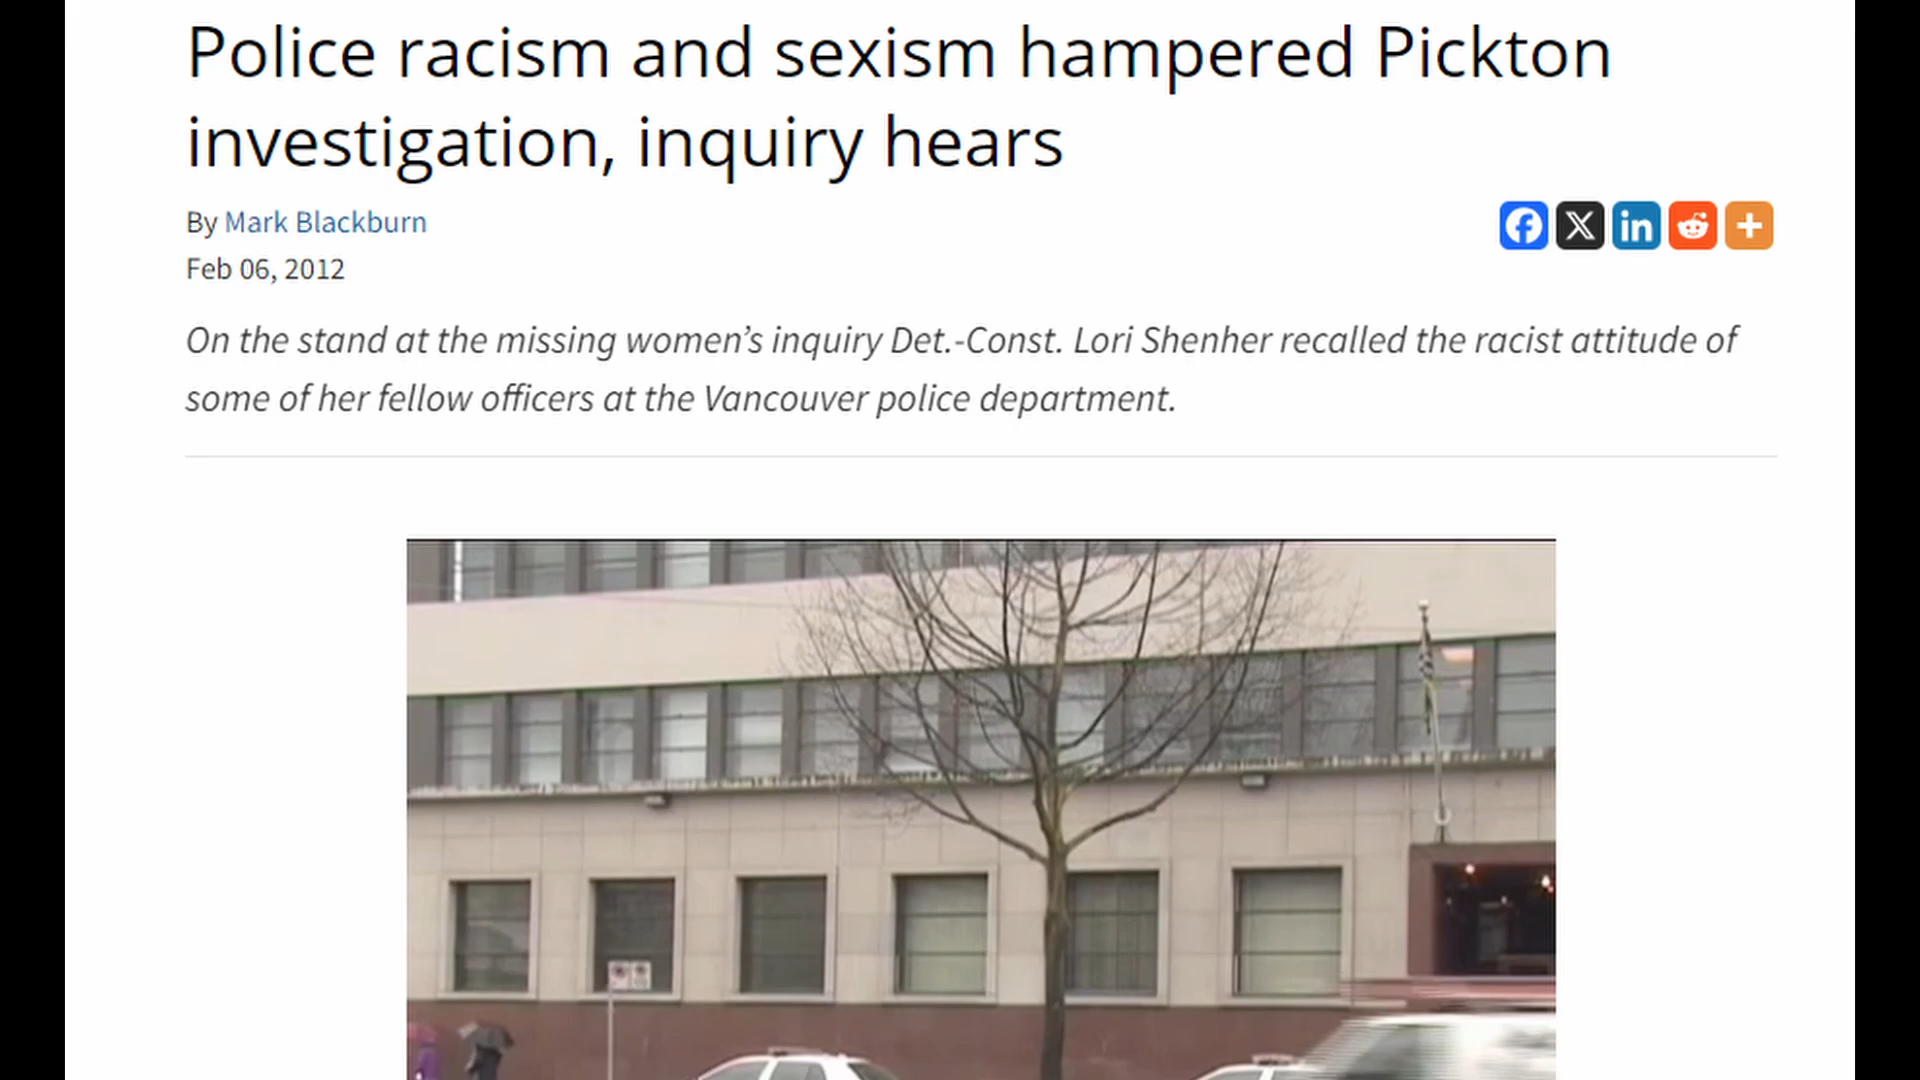 Police racism and sexism hampered Pickton
investigation, inquiry hears
By Mark Blackburn
Feb 06, 2012
On the stand at the missing women’s inquiry Det.-Const. Lori Shenher recalled the racist attitude of
some of her fellow officers at the Vancouver police department.